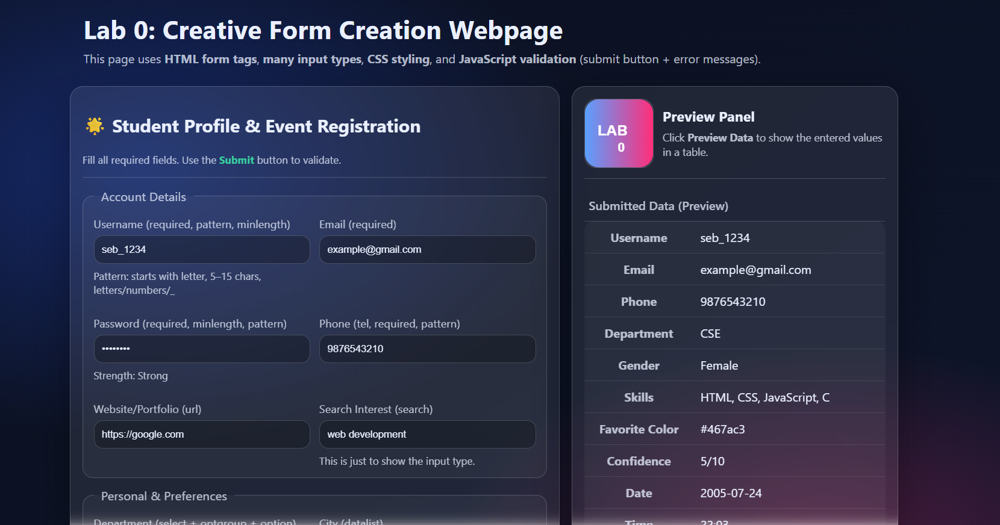 Lab 0: Creative Form Creation Webpage
This page uses HTML form tags, many input types, CSS styling, and JavaScript validation (submit button + error messages).
🌟 Student Profile & Event Registration
Fill all required fields. Use the Submit button to validate.
Account Details
Username (required, pattern, minlength)
seb_1234
Pattern: starts with letter, 5–15 chars,
letters/numbers/_
Email (required)
example@gmail.com
Password (required, minlength, pattern)
••••••••
Strength: Strong
Phone (tel, required, pattern)
9876543210
Website/Portfolio (url)
https://google.com
Search Interest (search)
web development
This is just to show the input type.
Personal & Preferences
Department (select + optgroup + option)
City (datalist)
LAB
0
Preview Panel
Click Preview Data to show the entered values
in a table.
Submitted Data (Preview)
Username seb_1234
Email example@gmail.com
Phone 9876543210
Department CSE
Gender Female
Skills HTML, CSS, JavaScript, C
Favorite Color #467ac3
Confidence 5/10
Date 2005-07-24
Time 22:03